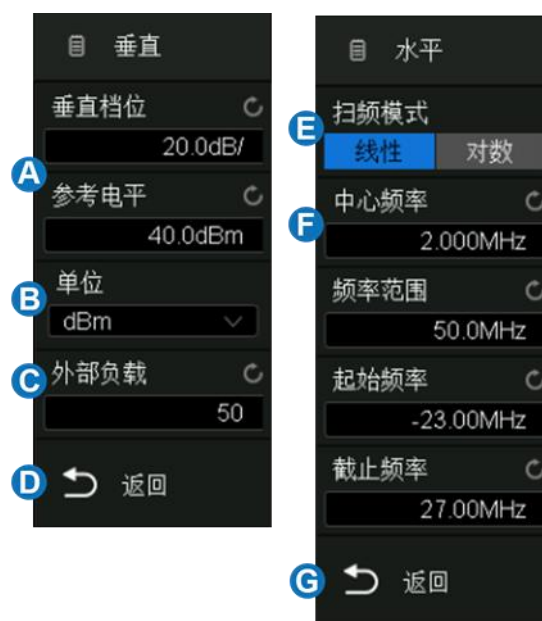 垂直
垂直档位
20.0dB/
A
参考电平
40.0dBm
B
单位
dBm
C
外部负载
50
D
返回
水平
扫频模式
E
线性 对数
中心频率
F
2.000MHz
频率范围
50.0MHz
起始频率
-23.00MHz
截止频率
27.00MHz
G
返回